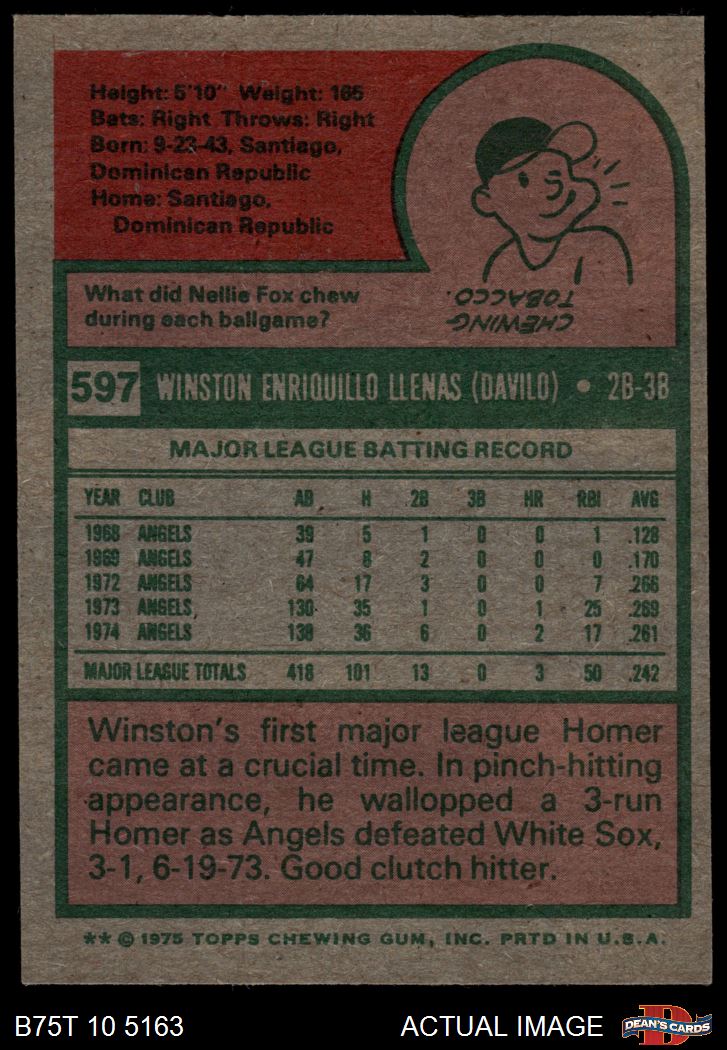 Height: 5'10" Weight: 165
Bats: Right Throws: Right
Born: 9-23-43, Santiago,
Dominican Republic
Home: Santiago,
Dominican Republic
What did Nellie Fox chew
during each ballgame?
CHEWING
TOBACCO.
597 WINSTON ENRIQUILLO LLENAS (DAVILO) • 2B-3B
MAJOR LEAGUE BATTING RECORD
YEAR CLUB AB H 2B 3B HR RBI AVG
1968 ANGELS 39 5 1 0 0 1 .128
1969 ANGELS 47 8 2 0 0 0 .170
1972 ANGELS 64 17 3 0 0 7 .266
1973 ANGELS, 130 35 1 0 1 25 .269
1974 ANGELS 138 36 6 0 2 17 .261
MAJOR LEAGUE TOTALS 418 101 13 0 3 50 .242
Winston's first major league Homer
came at a crucial time. In pinch-hitting
appearance, he wallopped a 3-run
Homer as Angels defeated White Sox,
3-1, 6-19-73. Good clutch hitter.
** © 1975 TOPPS CHEWING GUM, INC. PRTD IN U.S.A.
B75T 10 5163 ACTUAL IMAGE D DEAN'S CARDS